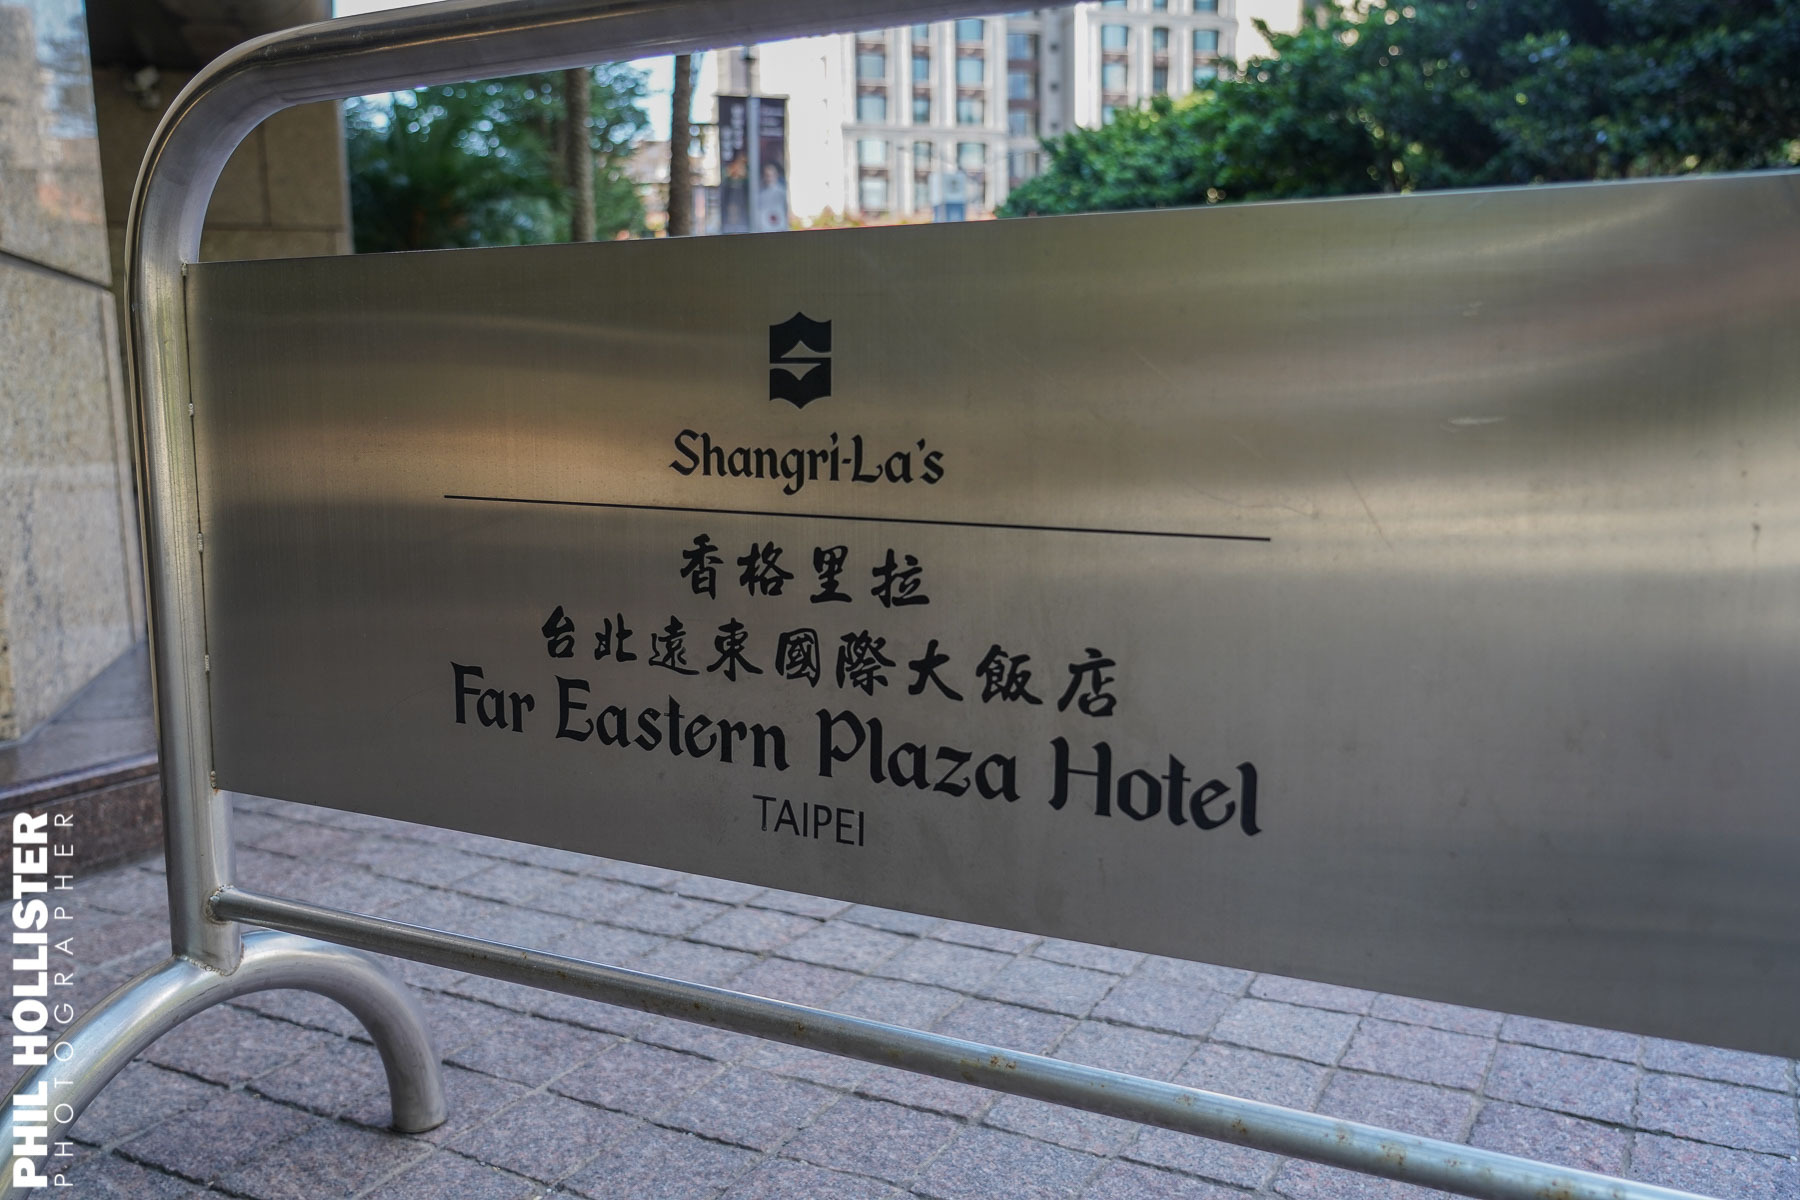 Shangri-La's
香格里拉
台北遠東國際大飯店
Far Eastern Plaza Hotel
TAIPEI
PHIL HOLLISTER
PHOTOGRAPHER